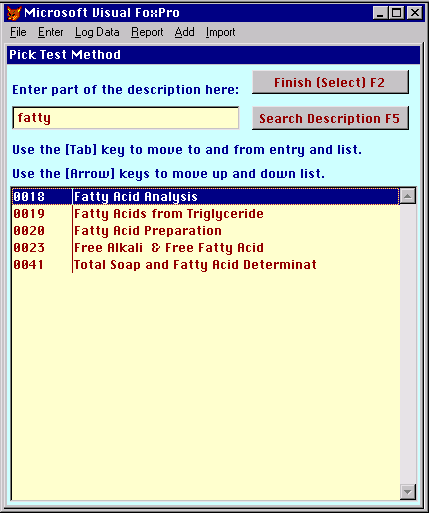 Microsoft Visual FoxPro
File Enter Log Data Report Add Import
Pick Test Method
Finish (Select) F2
Enter part of the description here:
fatty
Search Description F5
Use the [Tab] key to move to and from entry and list.
Use the [Arrow] keys to move up and down list.
0018 Fatty Acid Analysis
0019 Fatty Acids from Triglyceride
0020 Fatty Acid Preparation
0023 Free Alkali & Free Fatty Acid
0041 Total Soap and Fatty Acid Determinat